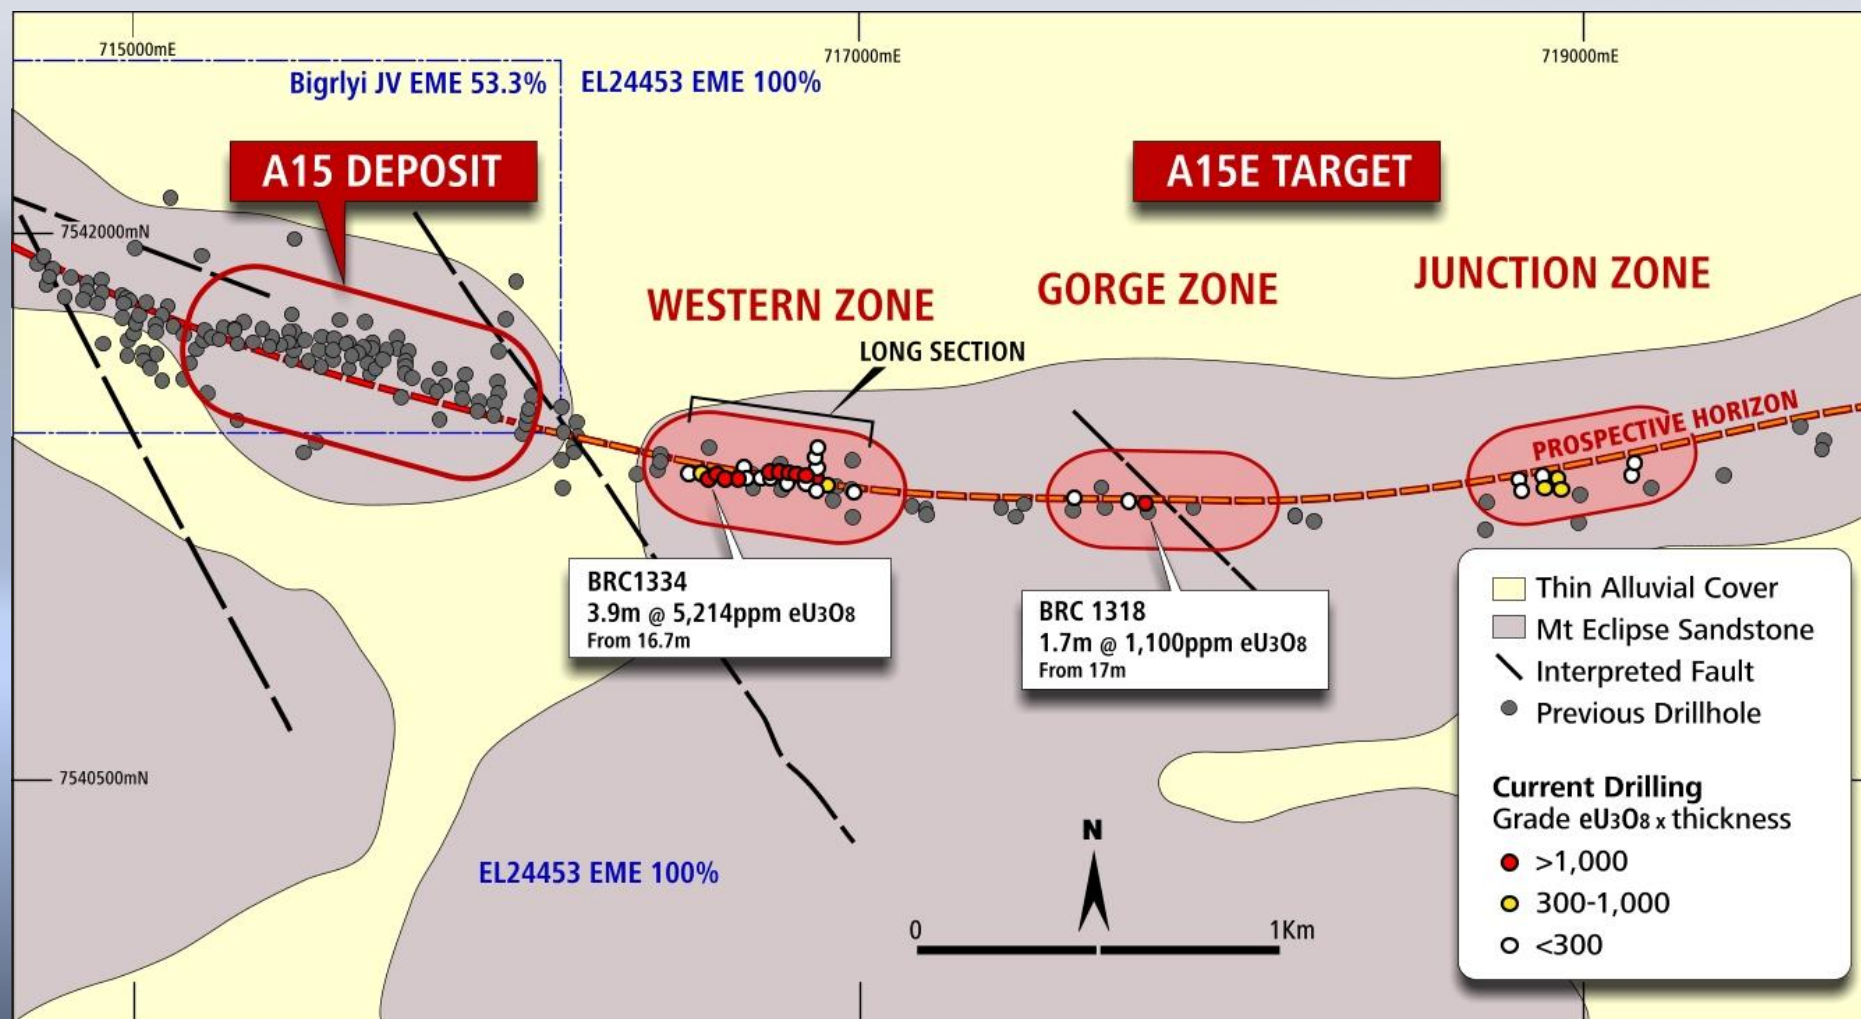 715000mE
717000mE
719000mE
Bigrlyi JV EME 53.3%
EL24453 EME 100%
A15 DEPOSIT
A15E TARGET
7542000mN
WESTERN ZONE
GORGE ZONE
JUNCTION ZONE
LONG SECTION
PROSPECTIVE HORIZON
BRC1334
3.9m @ 5,214ppm eU3O8
From 16.7m
BRC 1318
1.7m @ 1,100ppm eU3O8
From 17m
Thin Alluvial Cover
Mt Eclipse Sandstone
Interpreted Fault
Previous Drillhole
Current Drilling
Grade eU3O8 x thickness
>1,000
300-1,000
<300
7540500mN
EL24453 EME 100%
N
0
1Km